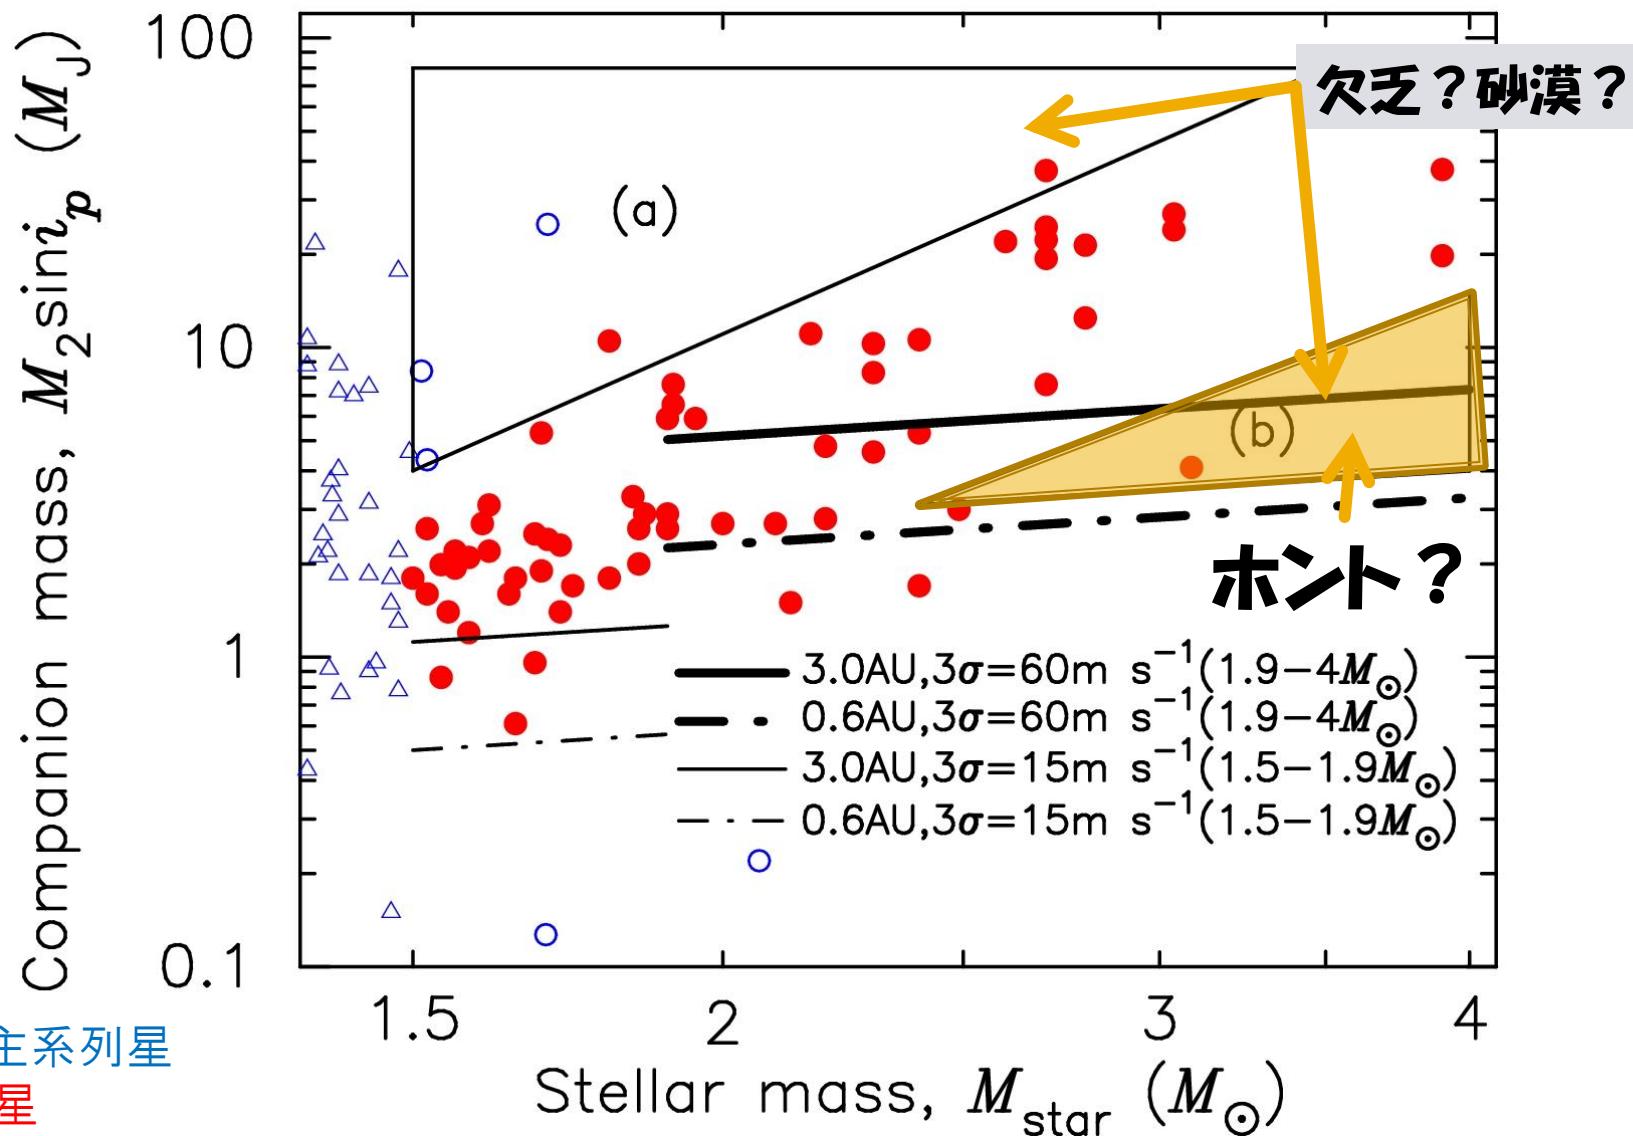 100
10
1
0.1
Companion mass, M₂sini_p (M_J)
欠乏？砂漠？
(a)
(b)
ホント？
3.0AU,3σ=60m s⁻¹(1.9−4M⊙)
0.6AU,3σ=60m s⁻¹(1.9−4M⊙)
3.0AU,3σ=15m s⁻¹(1.5−1.9M⊙)
0.6AU,3σ=15m s⁻¹(1.5−1.9M⊙)
1.5 2 3 4
Stellar mass, M_star (M⊙)
主系列星
星